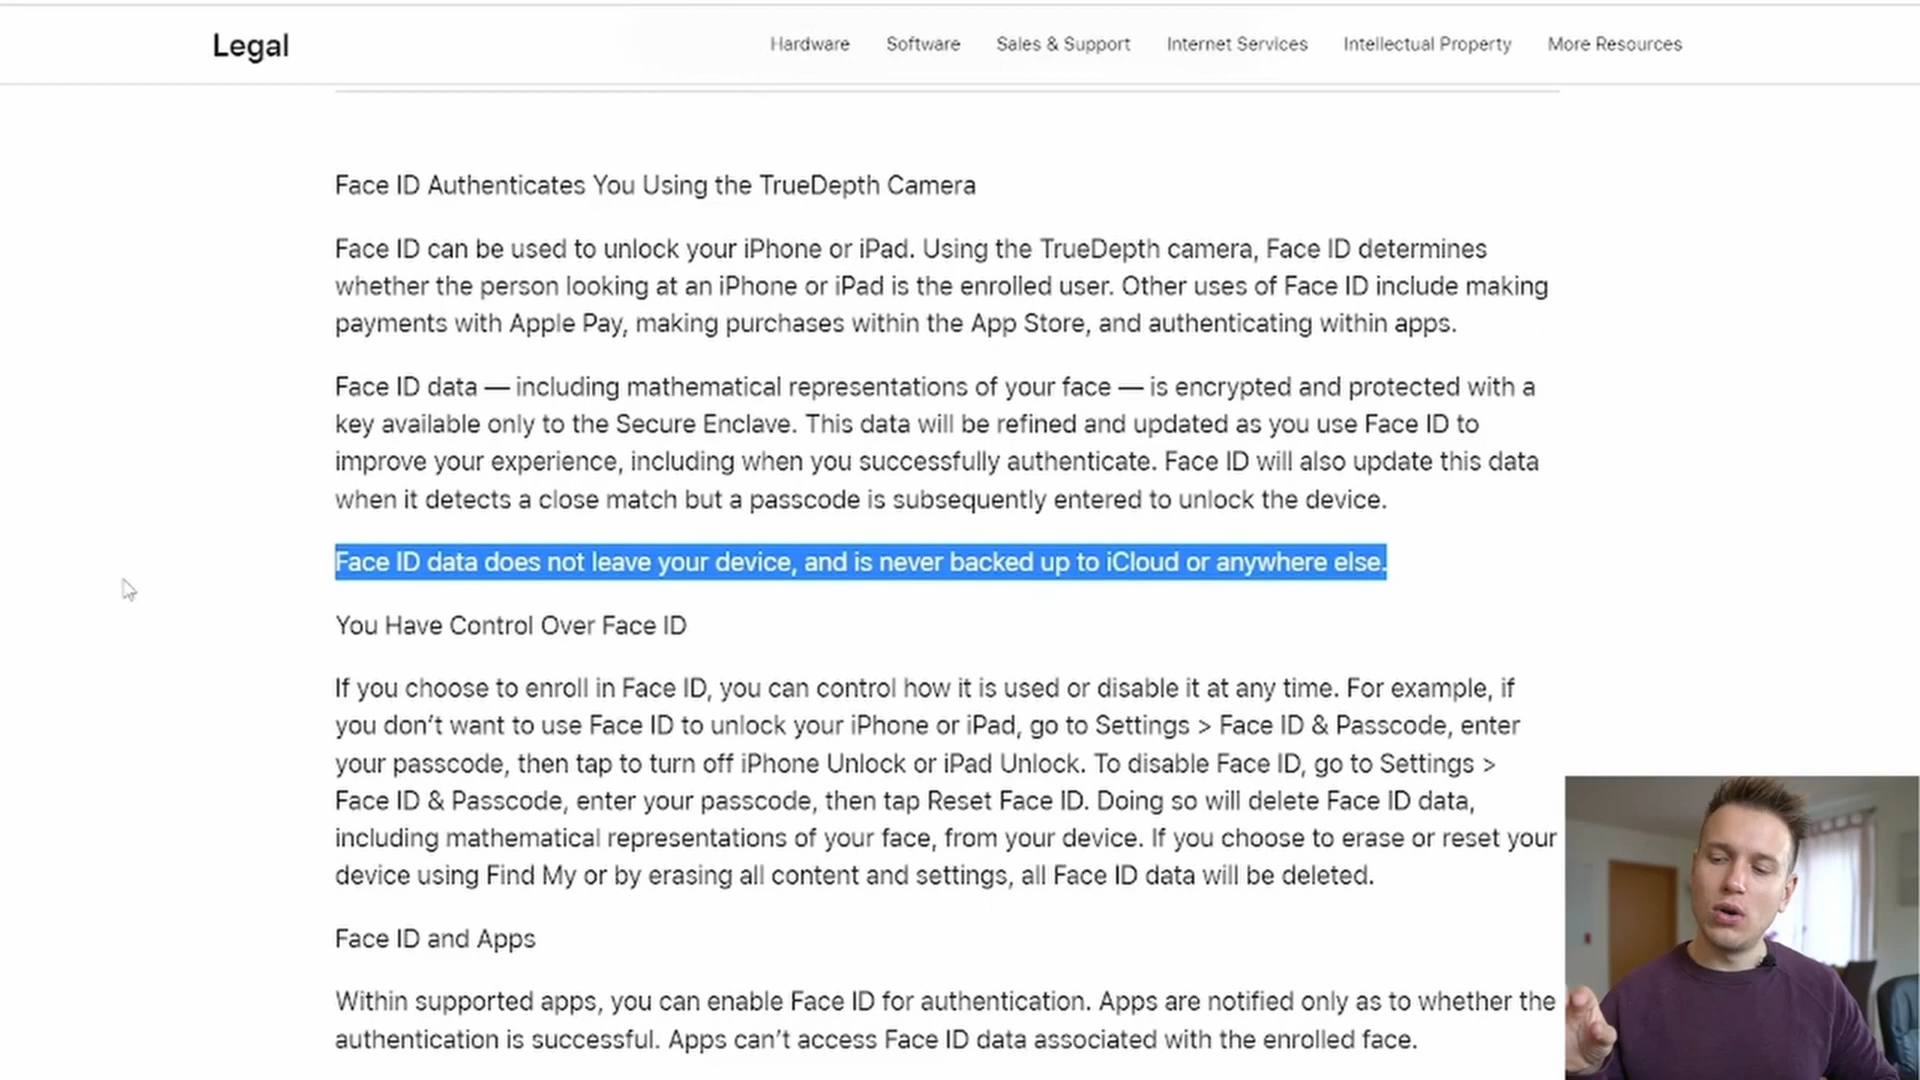 Legal
Hardware Software Sales & Support Internet Services Intellectual Property More Resources
Face ID Authenticates You Using the TrueDepth Camera
Face ID can be used to unlock your iPhone or iPad. Using the TrueDepth camera, Face ID determines
whether the person looking at an iPhone or iPad is the enrolled user. Other uses of Face ID include making
payments with Apple Pay, making purchases within the App Store, and authenticating within apps.
Face ID data — including mathematical representations of your face — is encrypted and protected with a
key available only to the Secure Enclave. This data will be refined and updated as you use Face ID to
improve your experience, including when you successfully authenticate. Face ID will also update this data
when it detects a close match but a passcode is subsequently entered to unlock the device.
Face ID data does not leave your device, and is never backed up to iCloud or anywhere else.
You Have Control Over Face ID
If you choose to enroll in Face ID, you can control how it is used or disable it at any time. For example, if
you don’t want to use Face ID to unlock your iPhone or iPad, go to Settings > Face ID & Passcode, enter
your passcode, then tap to turn off iPhone Unlock or iPad Unlock. To disable Face ID, go to Settings >
Face ID & Passcode, enter your passcode, then tap Reset Face ID. Doing so will delete Face ID data,
including mathematical representations of your face, from your device. If you choose to erase or reset your
device using Find My or by erasing all content and settings, all Face ID data will be deleted.
Face ID and Apps
Within supported apps, you can enable Face ID for authentication. Apps are notified only as to whether the
authentication is successful. Apps can’t access Face ID data associated with the enrolled face.